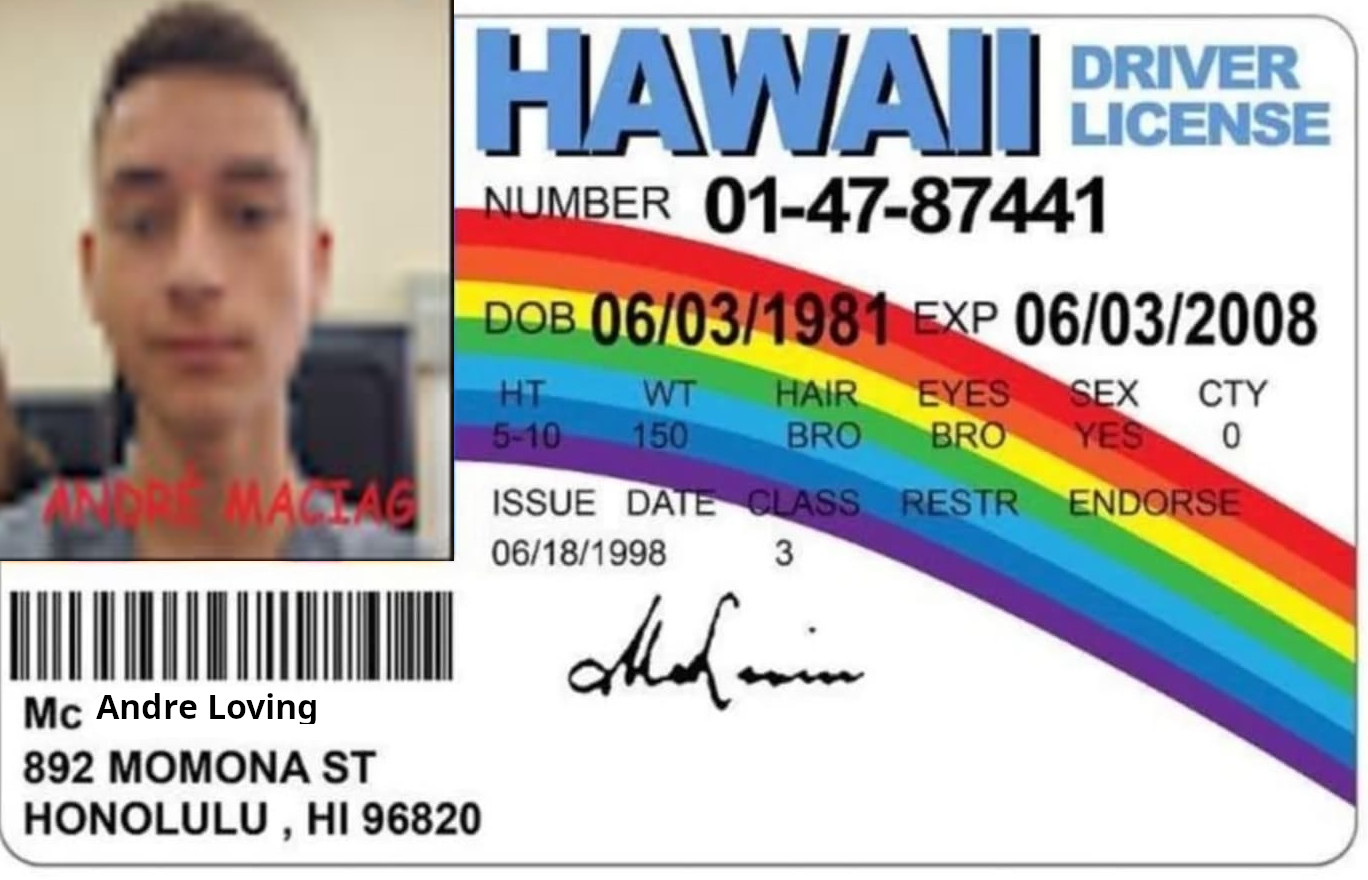 HAWAII DRIVER LICENSE
NUMBER 01-47-87441
DOB 06/03/1981 EXP 06/03/2008
HT WT HAIR EYES SEX CTY
5-10 150 BRO BRO YES 0
ISSUE DATE CLASS RESTR ENDORSE
06/18/1998 3
ANDRÉ MACIAG
Mc Andre Loving
892 MOMONA ST
HONOLULU , HI 96820